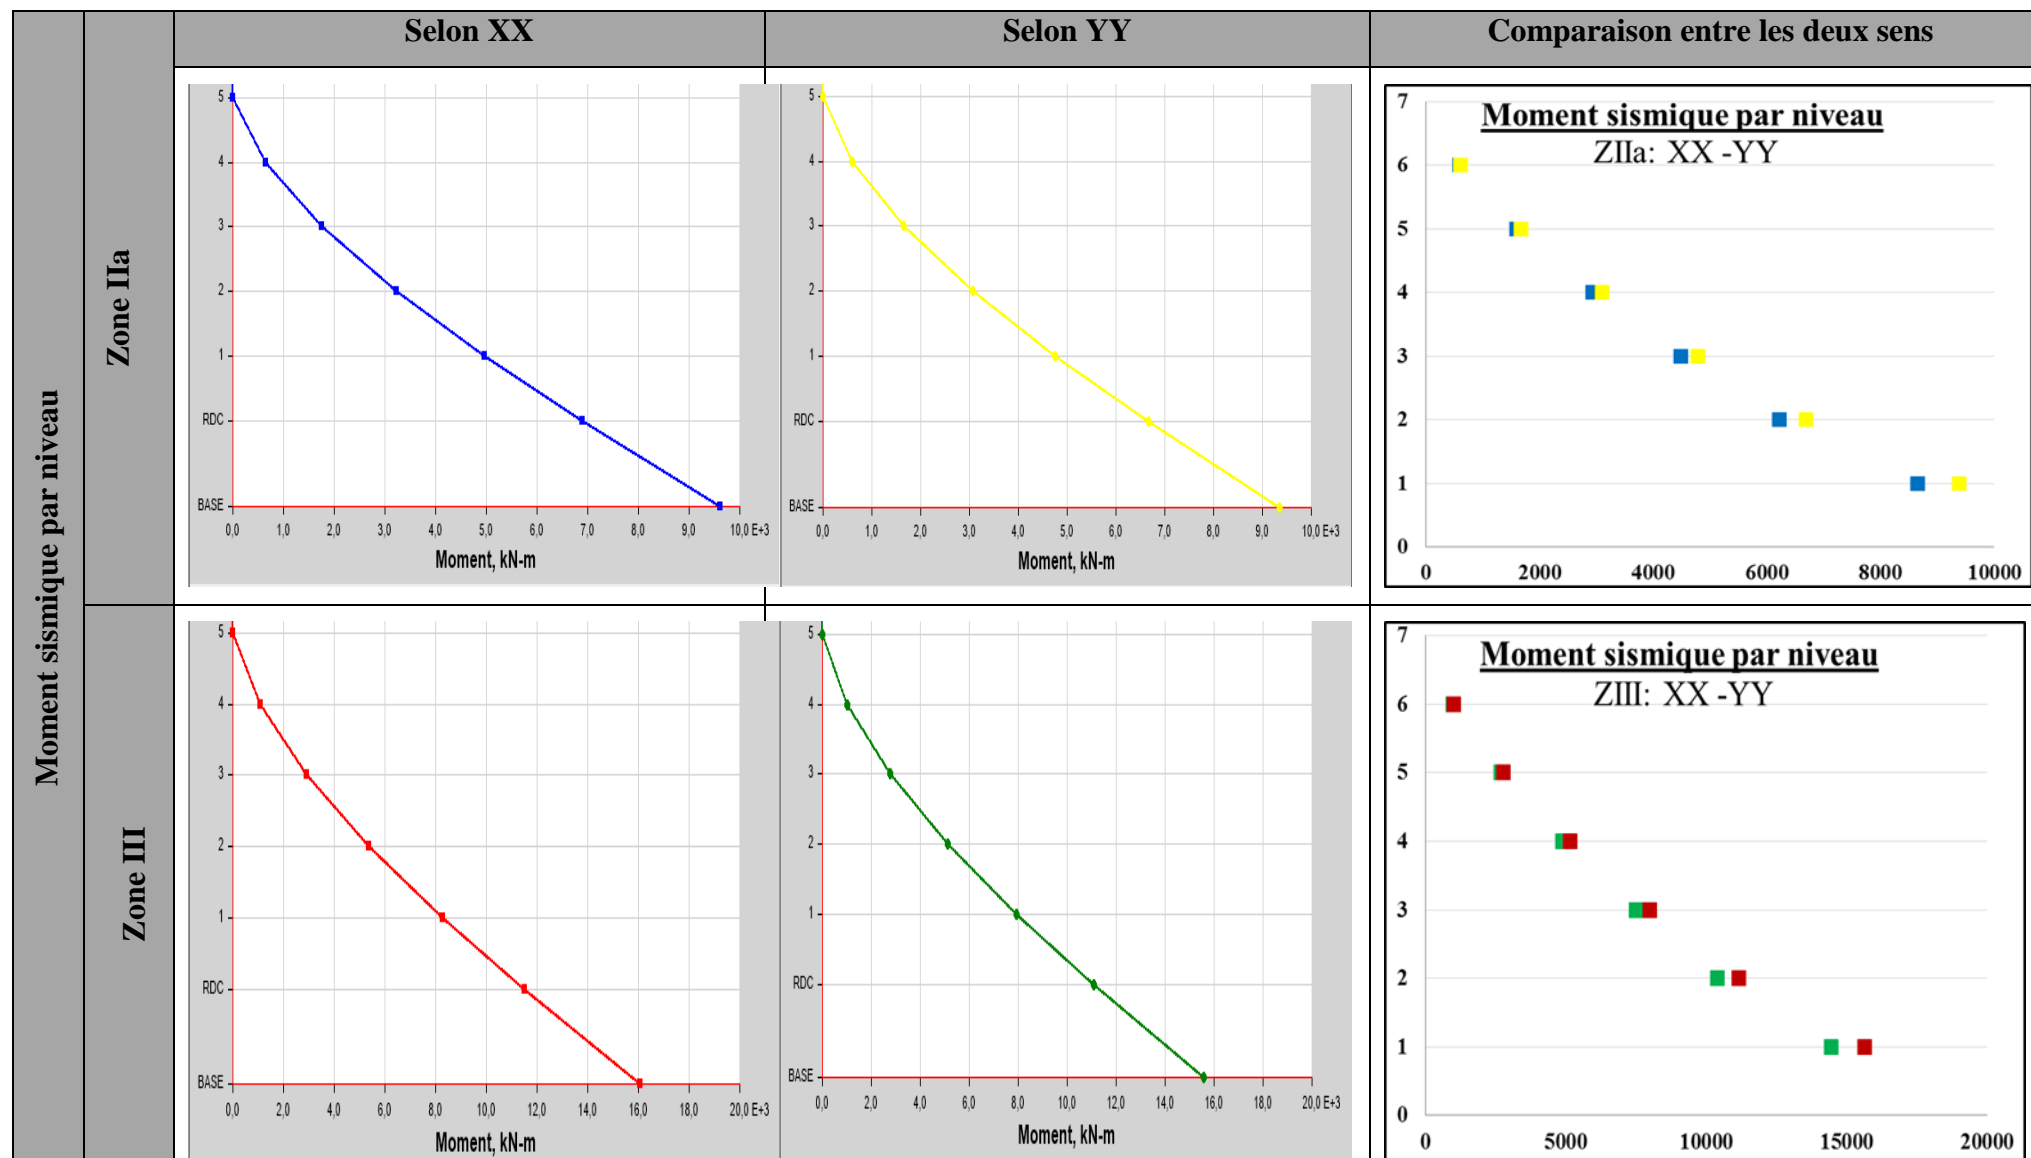 Selon XX
Selon YY
Comparaison entre les deux sens
Moment sismique par niveau
Zone IIa
5
4
3
2
1
RDC
BASE
0,0 1,0 2,0 3,0 4,0 5,0 6,0 7,0 8,0 9,0 10,0 E+3
Moment, kN-m
5
4
3
2
1
RDC
BASE
0,0 1,0 2,0 3,0 4,0 5,0 6,0 7,0 8,0 9,0 10,0 E+3
Moment, kN-m
Moment sismique par niveau
ZIIa: XX -YY
7
6
5
4
3
2
1
0
0 2000 4000 6000 8000 10000
Zone III
5
4
3
2
1
RDC
BASE
0,0 2,0 4,0 6,0 8,0 10,0 12,0 14,0 16,0 18,0 20,0 E+3
Moment, kN-m
5
4
3
2
1
RDC
BASE
0,0 2,0 4,0 6,0 8,0 10,0 12,0 14,0 16,0 18,0 20,0 E+3
Moment, kN-m
Moment sismique par niveau
ZIII: XX -YY
7
6
5
4
3
2
1
0
0 5000 10000 15000 20000